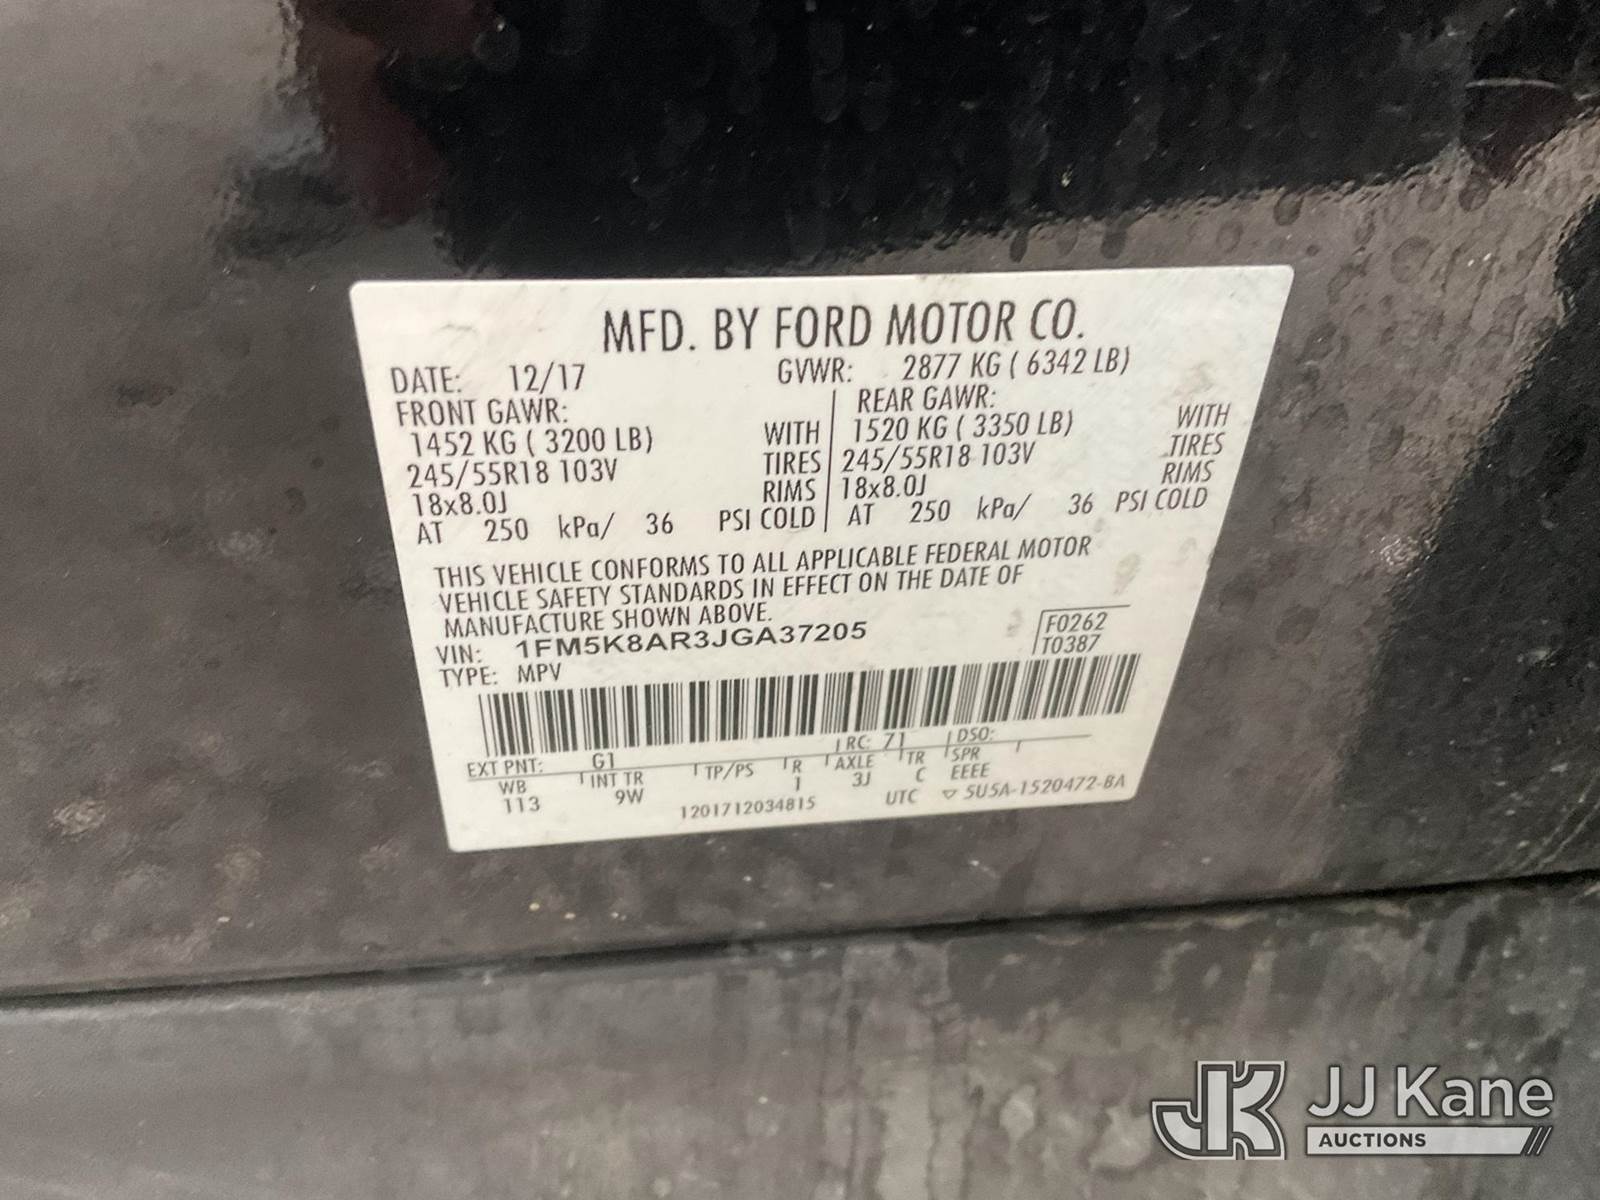 MFD. BY FORD MOTOR CO.
DATE: 12/17 GVWR: 2877 KG ( 6342 LB)
FRONT GAWR: REAR GAWR:
1452 KG ( 3200 LB) WITH 1520 KG ( 3350 LB) WITH
245/55R18 103V TIRES 245/55R18 103V TIRES
18x8.0J RIMS 18x8.0J RIMS
AT 250 kPa/ 36 PSI COLD AT 250 kPa/ 36 PSI COLD
THIS VEHICLE CONFORMS TO ALL APPLICABLE FEDERAL MOTOR
VEHICLE SAFETY STANDARDS IN EFFECT ON THE DATE OF
MANUFACTURE SHOWN ABOVE.
F0262
VIN: 1FM5K8AR3JGA37205
T0387
TYPE: MPV
EXT PNT: G1 RC: 71 DSO:
WB INT TR TP/PS R AXLE TR SPR
113 9W 1 3J C EEEE
1201712034815 UTC ▽ 5U5A-1520472-BA
JK JJ Kane
AUCTIONS